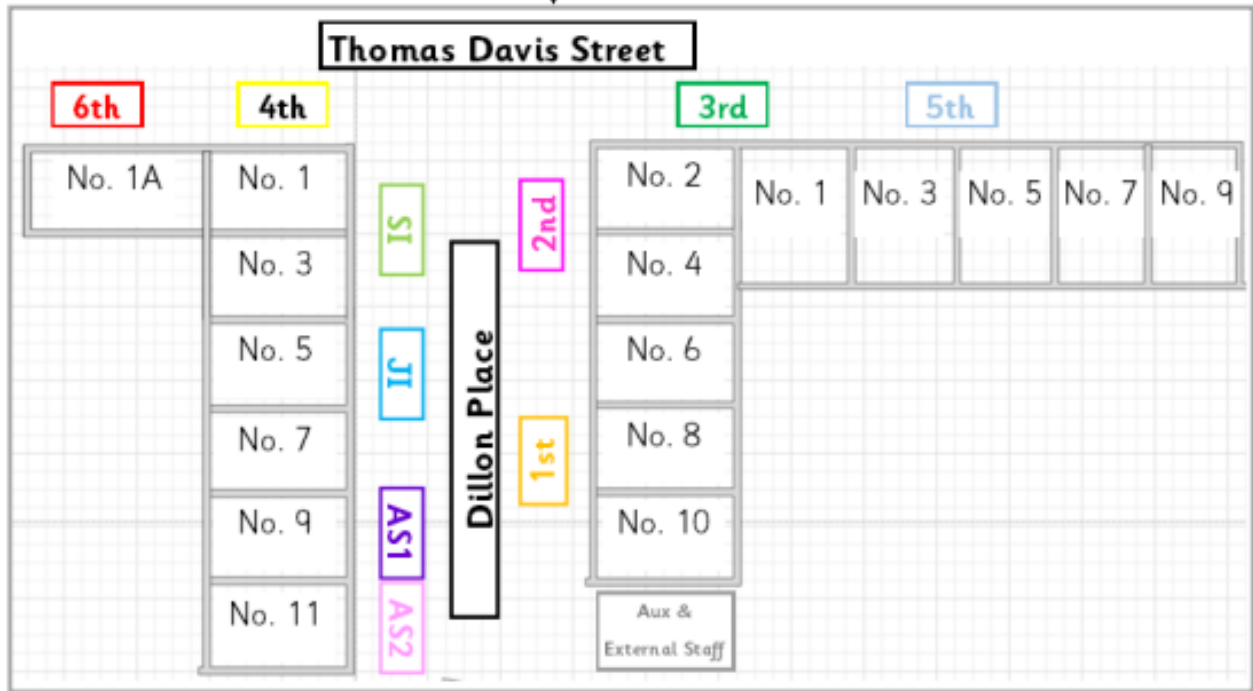 Thomas Davis Street
6th
4th
3rd
5th
No. 1A
No. 1
No. 2
No. 1
No. 3
No. 5
No. 7
No. 9
SI
2nd
No. 3
No. 4
Dillon Place
No. 5
JI
No. 6
No. 7
1st
No. 8
No. 9
AS1
No. 10
No. 11
AS2
Aux &
External Staff